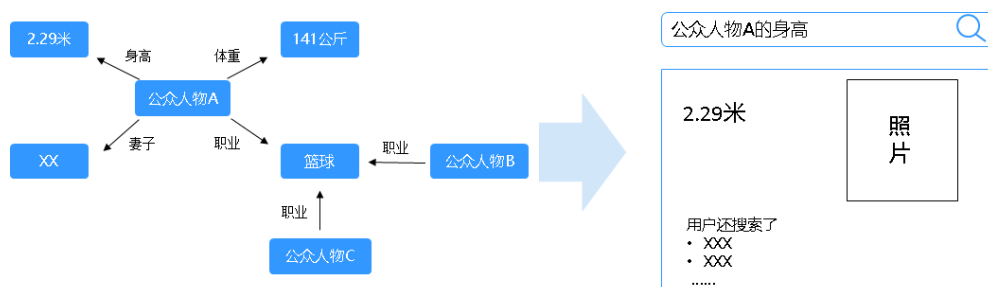 2.29米
141公斤
身高
体重
公众人物A
妻子
职业
XX
篮球
职业
公众人物B
职业
公众人物C
公众人物A的身高
2.29米
照
片
用户还搜索了
• XXX
• XXX
......